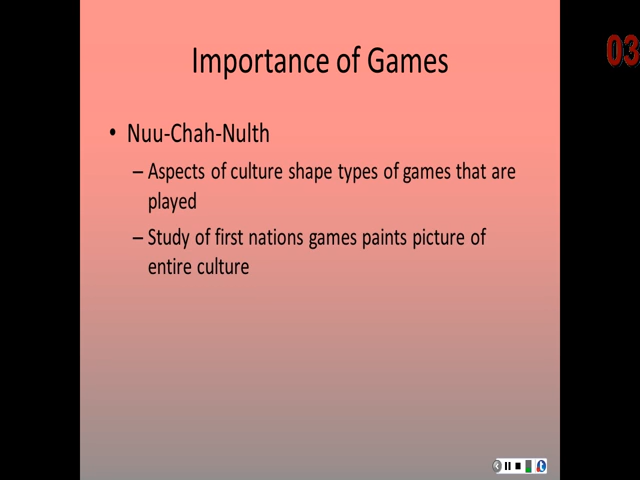 03
Importance of Games
• Nuu-Chah-Nulth
– Aspects of culture shape types of games that are
played
– Study of first nations games paints picture of
entire culture